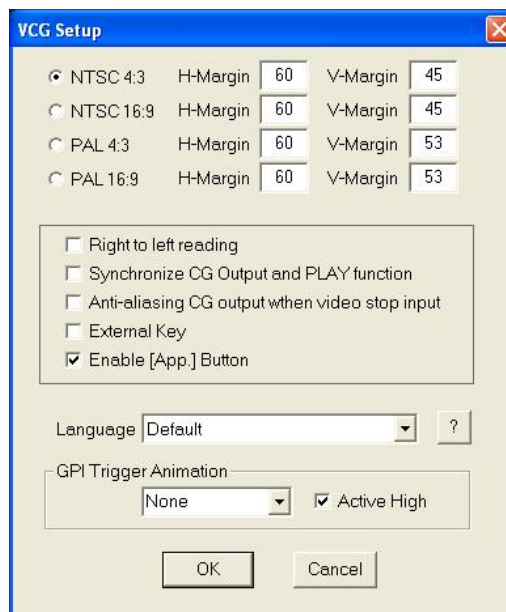 VCG Setup
NTSC 4:3 H-Margin 60 V-Margin 45
NTSC 16:9 H-Margin 60 V-Margin 45
PAL 4:3 H-Margin 60 V-Margin 53
PAL 16:9 H-Margin 60 V-Margin 53
Right to left reading
Synchronize CG Output and PLAY function
Anti-aliasing CG output wthen video stop input
External Key
Enable [App.] Button
Language Default ?
GPI Trigger Animation
None Active High
OK Cancel